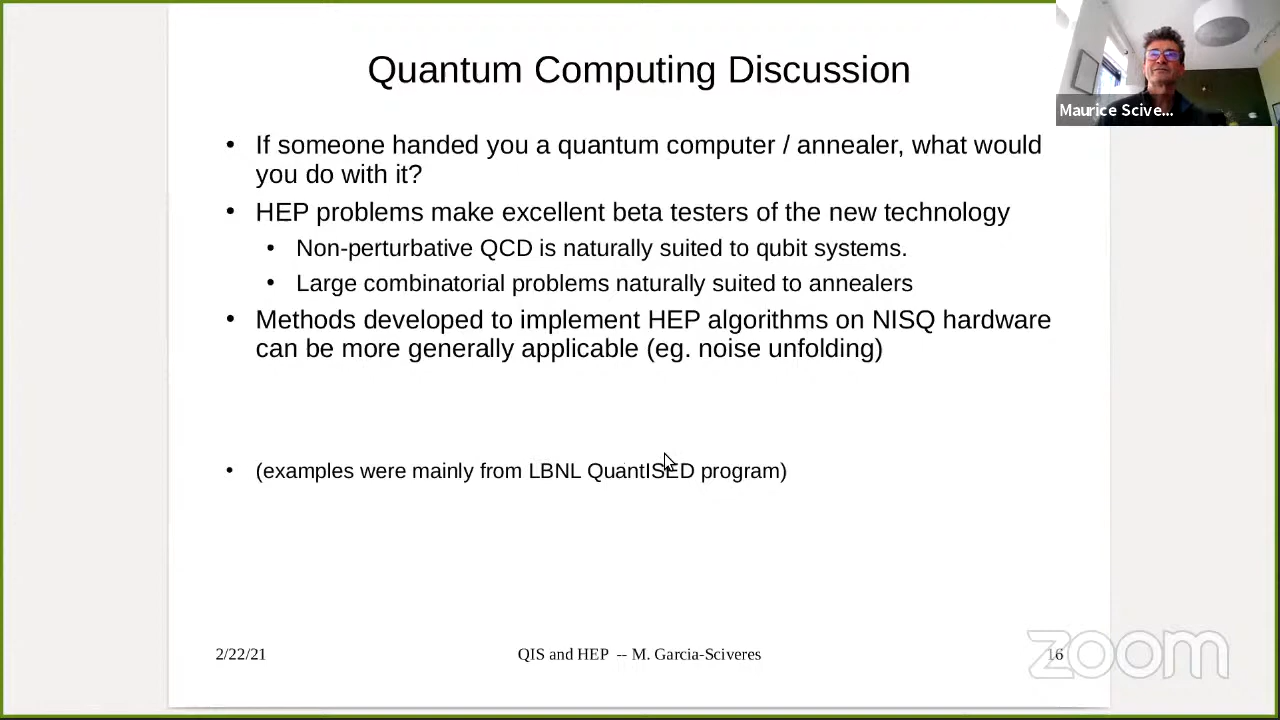 Quantum Computing Discussion
Maurice Scive...
• If someone handed you a quantum computer / annealer, what would
you do with it?
• HEP problems make excellent beta testers of the new technology
• Non-perturbative QCD is naturally suited to qubit systems.
• Large combinatorial problems naturally suited to annealers
• Methods developed to implement HEP algorithms on NISQ hardware
can be more generally applicable (eg. noise unfolding)
• (examples were mainly from LBNL QuantISED program)
2/22/21
QIS and HEP -- M. Garcia-Sciveres
16
zoom